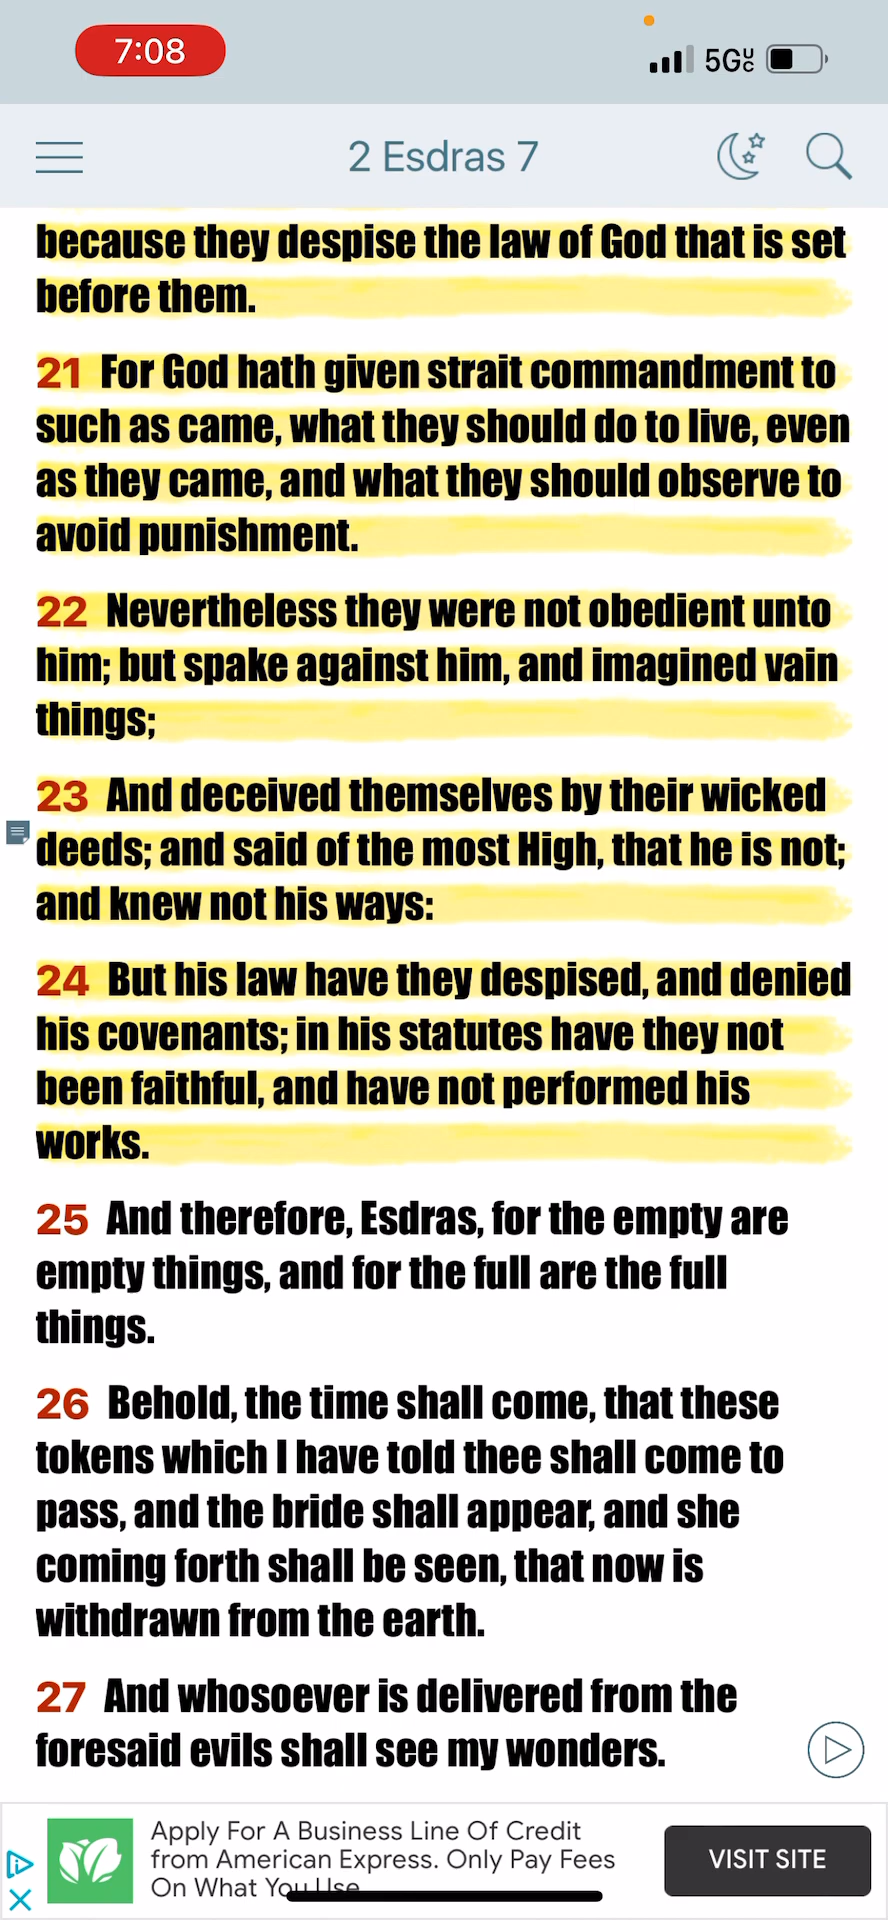 7:08
5GUC
2 Esdras 7
because they despise the law of God that is set
before them.
21 For God hath given strait commandment to
such as came, what they should do to live, even
as they came, and what they should observe to
avoid punishment.
22 Nevertheless they were not obedient unto
him; but spake against him, and imagined vain
things;
23 And deceived themselves by their wicked
deeds; and said of the most High, that he is not;
and knew not his ways:
24 But his law have they despised, and denied
his covenants; in his statutes have they not
been faithful, and have not performed his
works.
25 And therefore, Esdras, for the empty are
empty things, and for the full are the full
things.
26 Behold, the time shall come, that these
tokens which I have told thee shall come to
pass, and the bride shall appear, and she
coming forth shall be seen, that now is
withdrawn from the earth.
27 And whosoever is delivered from the
foresaid evils shall see my wonders.
Apply For A Business Line Of Credit
from American Express. Only Pay Fees
On What You Use
VISIT SITE